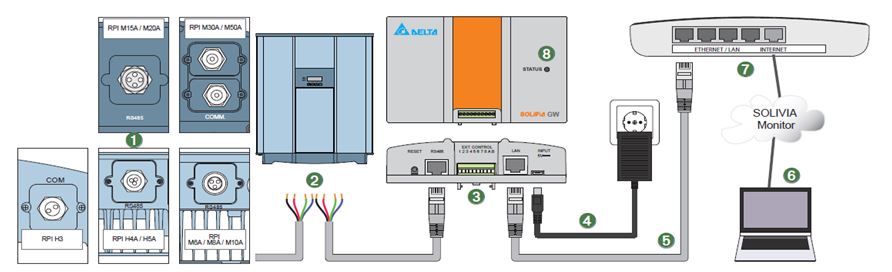 RPI M15A / M20A
RS485
RPI M30A / M50A
COMM.
1
COM
RPI H3
RS485
RPI H4A / H5A
RS485
RPI
M6A / M8A / M10A
2
DELTA
8
STATUS
SOLIVIA GW
RESET
RS485
EXT. CONTROL
1 2 3 4 5 6 7 8 A B
LAN
INPUT
3
4
5
ETHERNET / LAN
INTERNET
7
SOLIVIA
Monitor
6